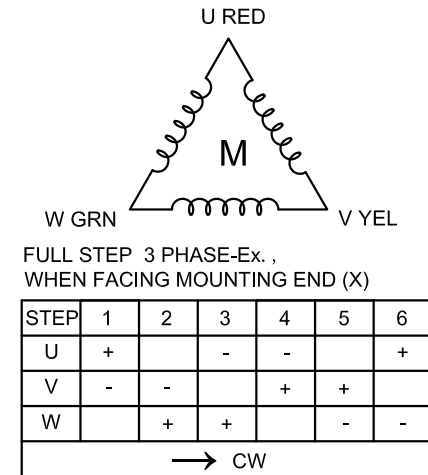 U RED
M
W GRN
V YEL
FULL STEP 3 PHASE-Ex. ,
WHEN FACING MOUNTING END (X)
STEP 1 2 3 4 5 6
U + - - +
V - - + +
W + + - -
→ CW